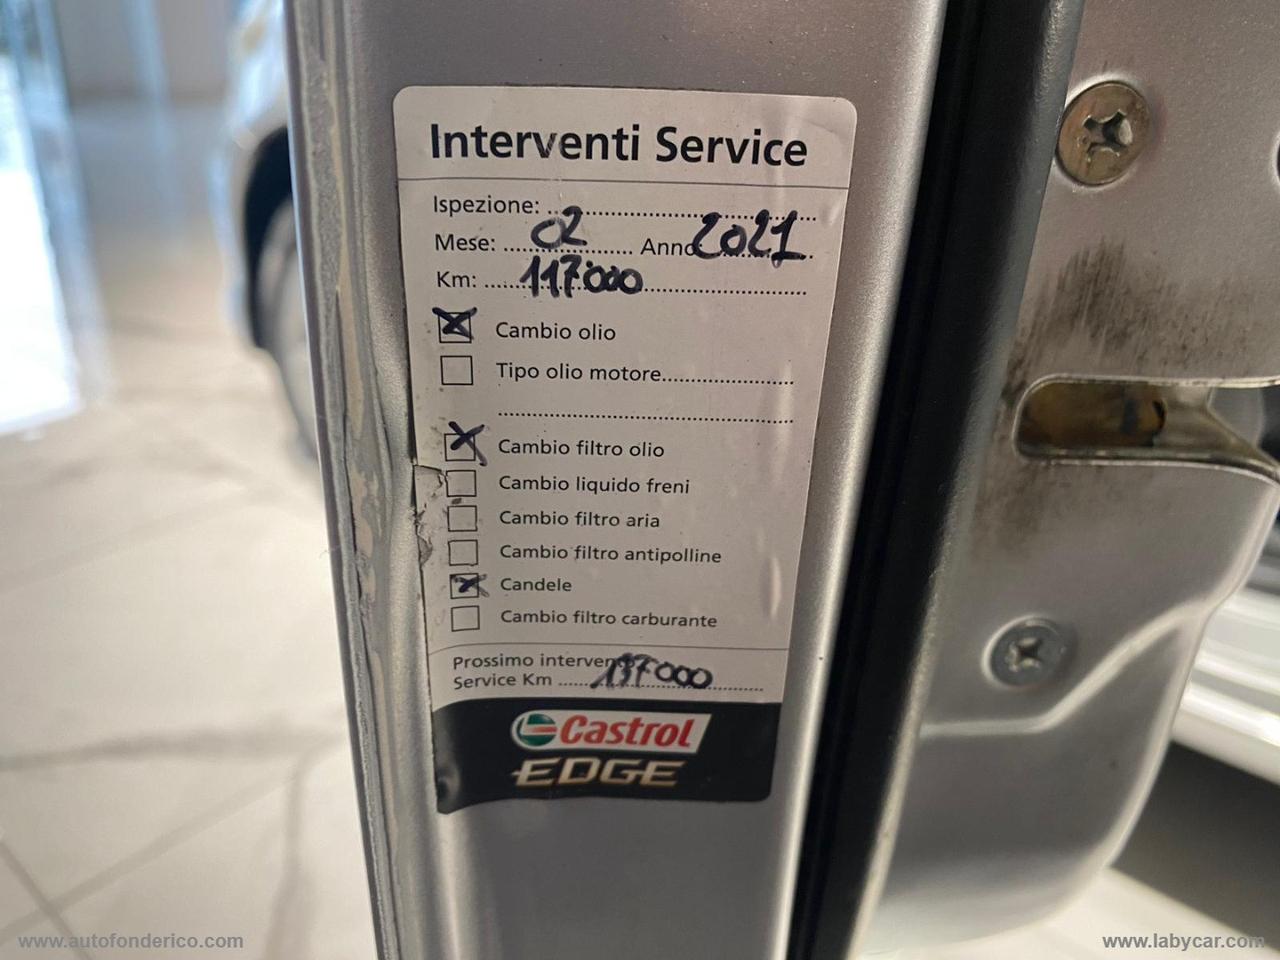 Interventi Service
Ispezione: ........................................
Mese: ...02... Anno 2021
Km: ...117'000...
Cambio olio
Tipo olio motore......................
..................................................
Cambio filtro olio
Cambio liquido freni
Cambio filtro aria
Cambio filtro antipolline
Candele
Cambio filtro carburante
Prossimo intervento
Service Km ...137000...
Castrol
EDGE
www.autofonderico.com
www.labycar.com